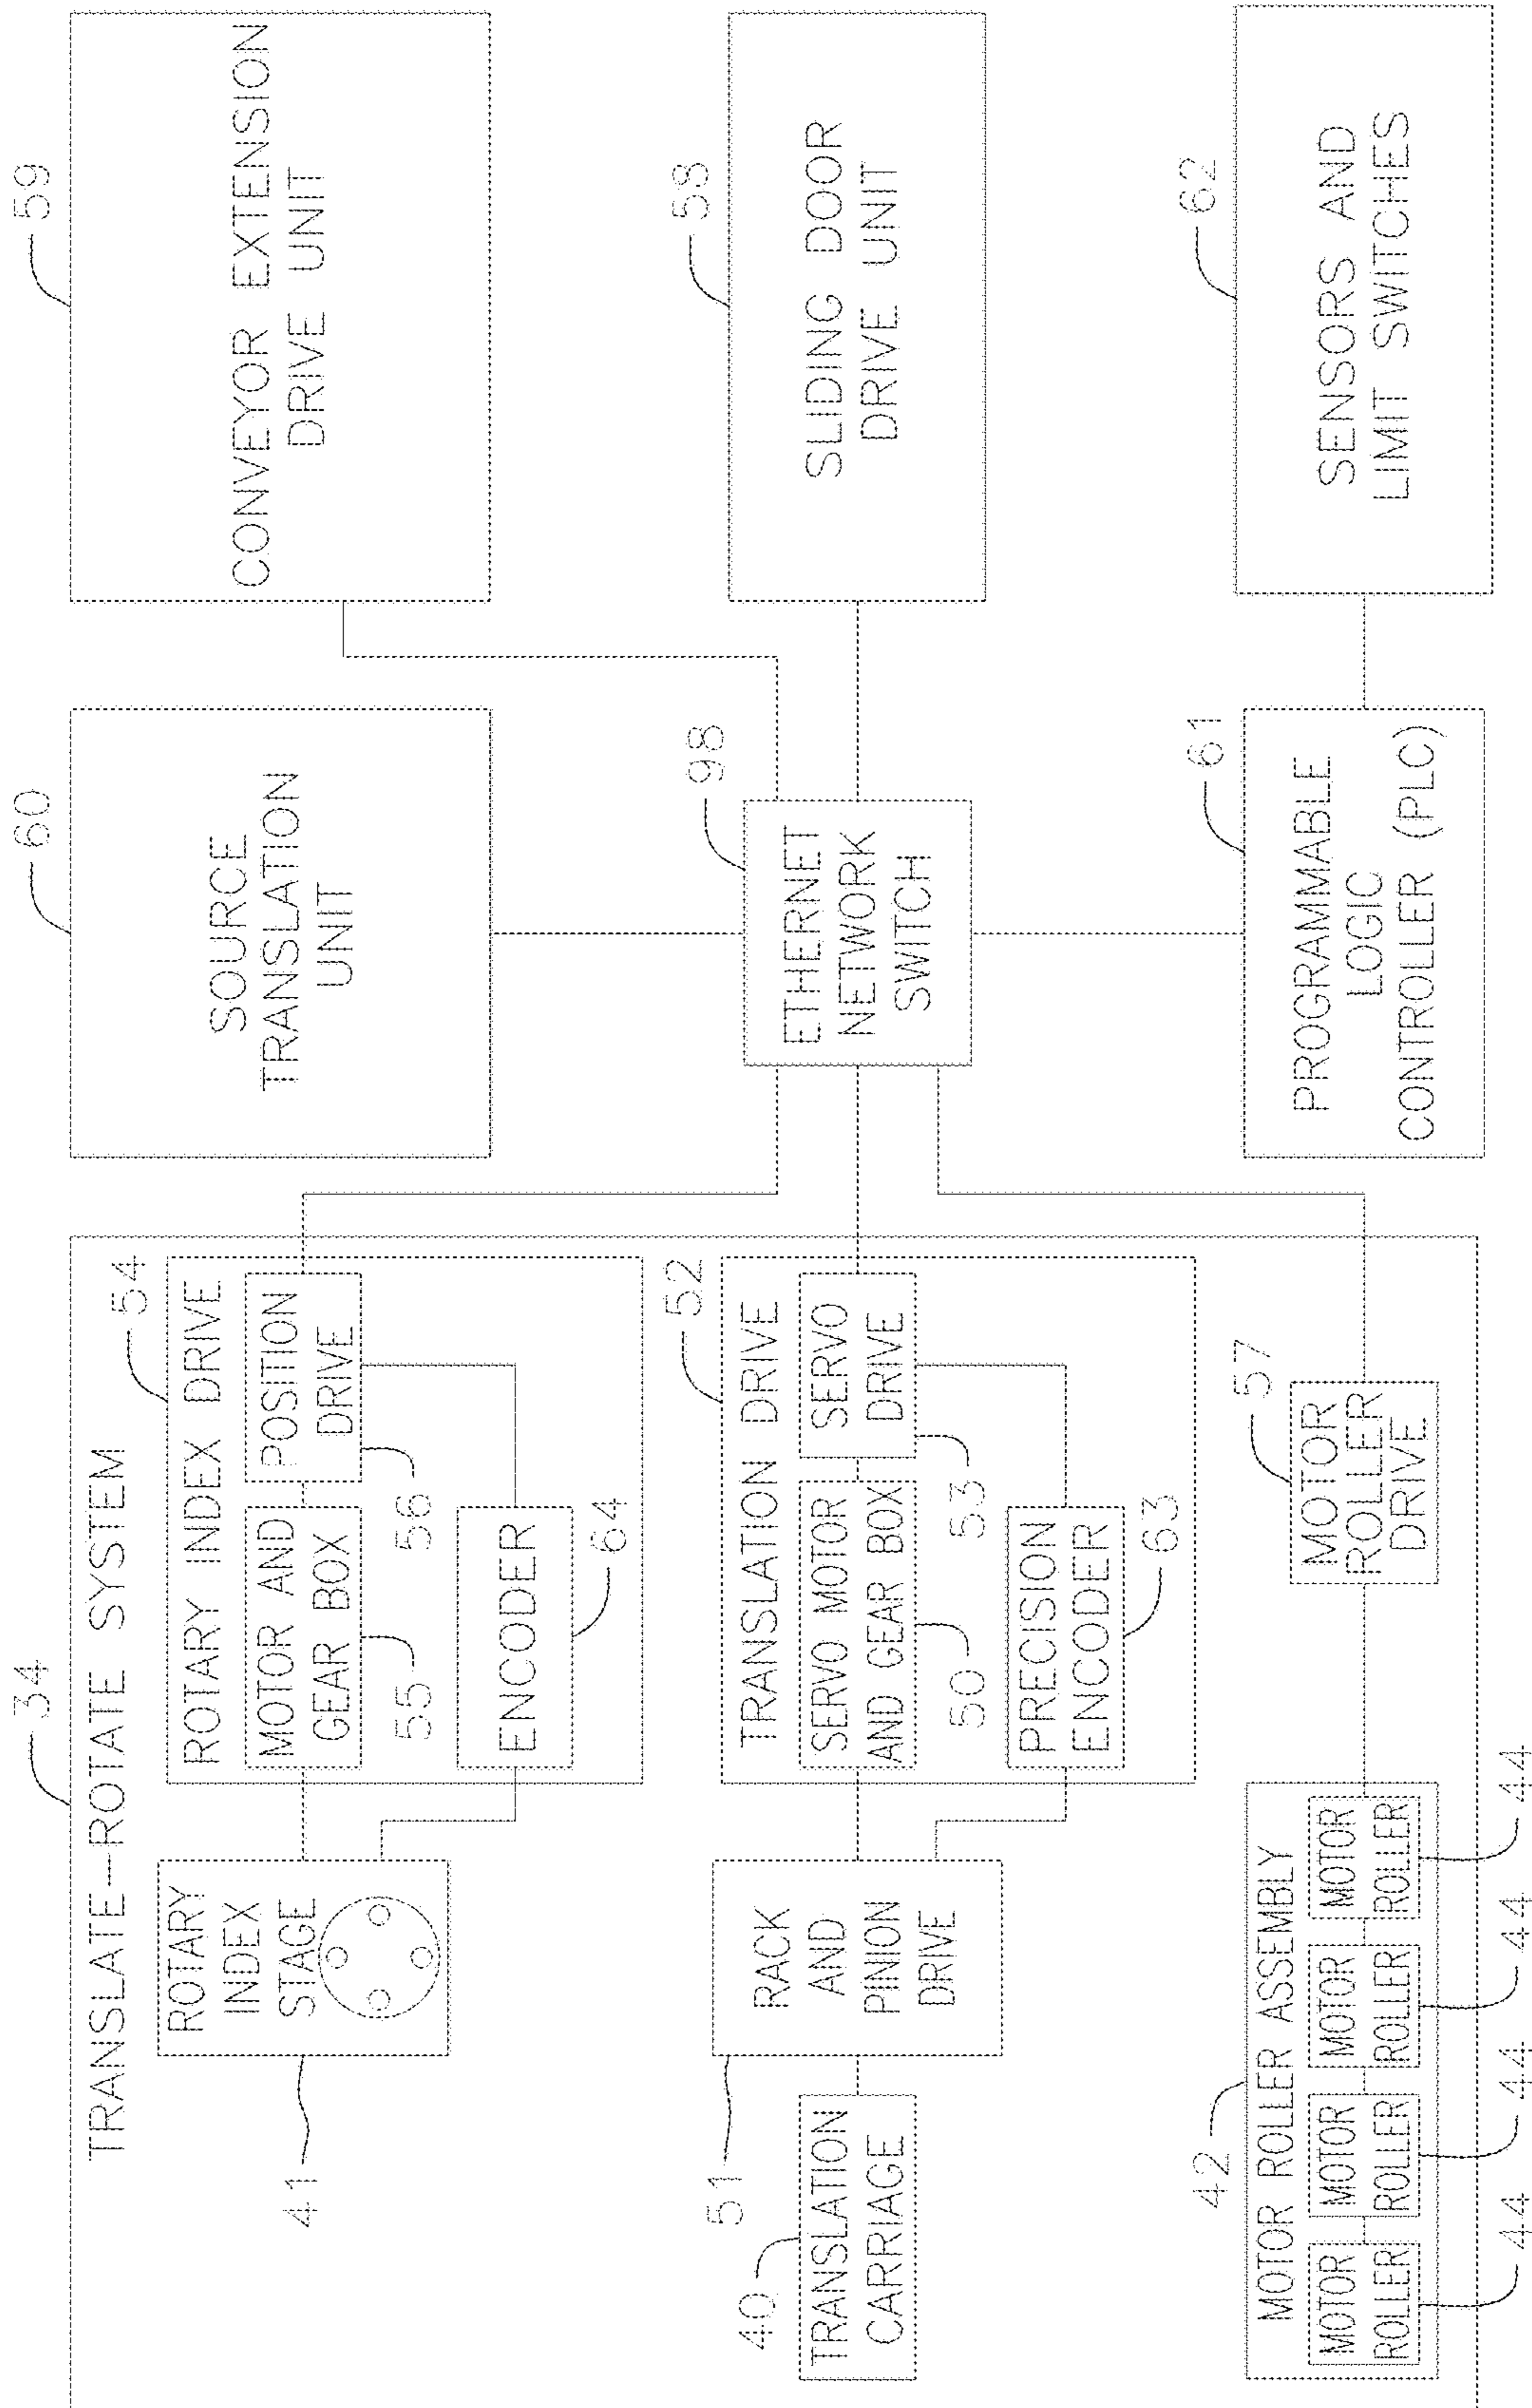 34
TRANSLATE-ROTATE SYSTEM
54
ROTARY INDEX DRIVE
ROTARY
INDEX
STAGE
41
MOTOR AND
GEAR BOX
55
POSITION
DRIVE
56
ENCODER
64
52
TRANSLATION DRIVE
TRANSLATION
CARRIAGE
40
RACK
AND
PINION
DRIVE
51
SERVO MOTOR
AND GEAR BOX
50
SERVO
DRIVE
53
PRECISION
ENCODER
63
42
MOTOR ROLLER ASSEMBLY
MOTOR
ROLLER
44
MOTOR
ROLLER
44
MOTOR
ROLLER
44
MOTOR
ROLLER
44
57
MOTOR
ROLLER
DRIVE
60
SOURCE
TRANSLATION
UNIT
98
ETHERNET
NETWORK
SWITCH
61
PROGRAMMABLE
LOGIC
CONTROLLER (PLC)
59
CONVEYOR EXTENSION
DRIVE UNIT
58
SLIDING DOOR
DRIVE UNIT
62
SENSORS AND
LIMIT SWITCHES